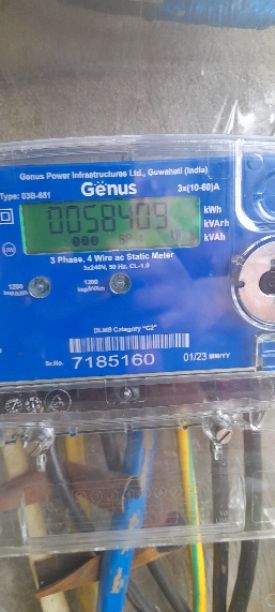 Genus Power Infrastructures Ltd., Guwahati (India)
Type: 03B-651
Genus
3x(10-60)A
0058409
kWh
kVArh
kVAh
3 Phase, 4 Wire ac Static Meter
3x240V, 50 Hz, CL-1.0
1200
1200
DLMS Category "C2"
Sr.No. 7185160 01/23 MM/YY